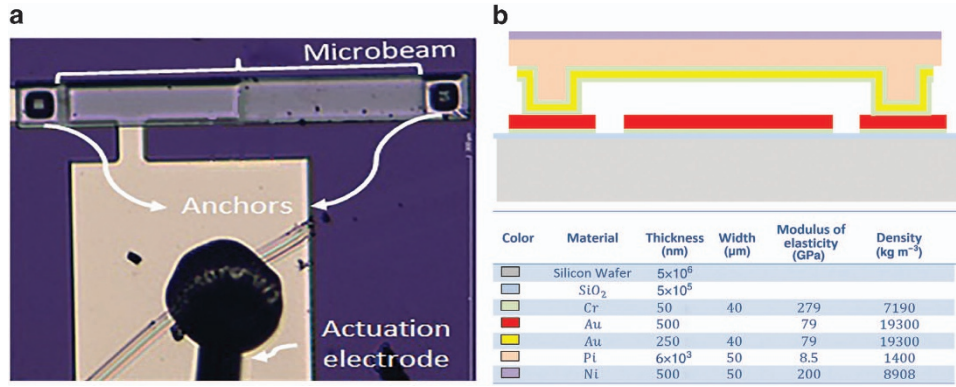 a
Microbeam
Anchors
Actuation
electrode
b
Color Material Thickness (nm) Width (μm) Modulus of elasticity (GPa) Density (kg m⁻³)
Silicon Wafer 5×10⁶
SiO₂ 5×10⁵
Cr 50 40 279 7190
Au 500 79 19300
Au 250 40 79 19300
Pi 6×10³ 50 8.5 1400
Ni 500 50 200 8908